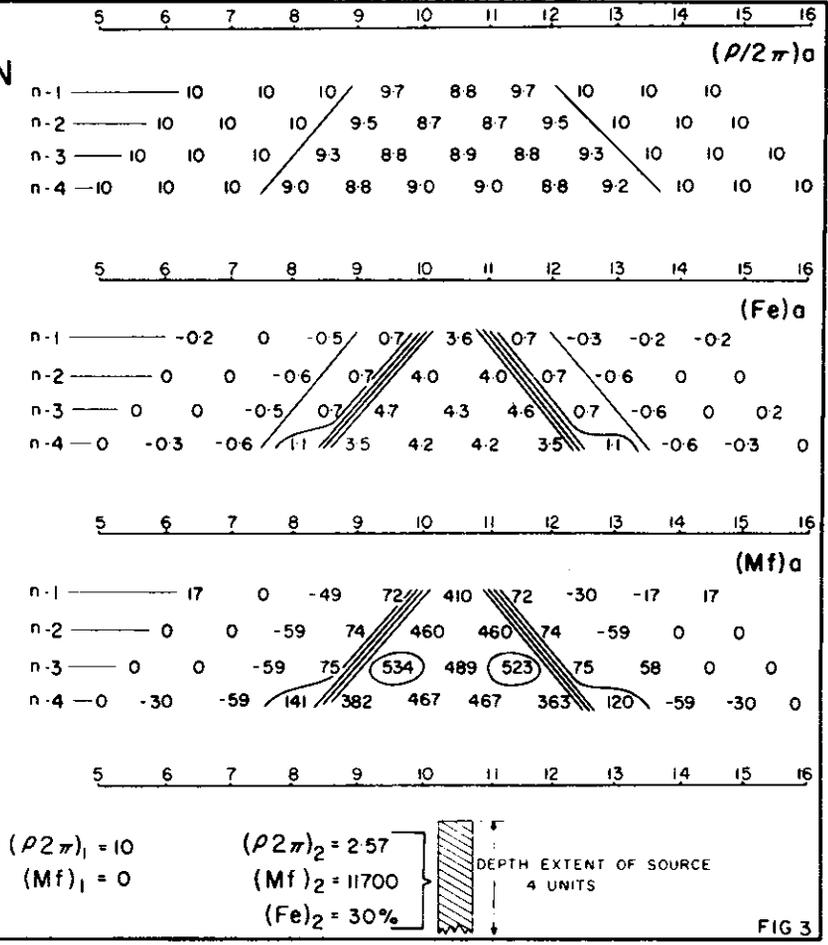 5 6 7 8 9 10 11 12 13 14 15 16
(ρ/2π)a
N
n-1 10 10 10 9·7 8·8 9·7 10 10 10
n-2 10 10 10 9·5 8·7 8·7 9·5 10 10 10
n-3 10 10 10 9·3 8·8 8·9 8·8 9·3 10 10 10
n-4 10 10 10 9·0 8·8 9·0 9·0 8·8 9·2 10 10 10
5 6 7 8 9 10 11 12 13 14 15 16
(Fe)a
n-1 -0·2 0 -0·5 0·7 3·6 0·7 -0·3 -0·2 -0·2
n-2 0 0 -0·6 0·7 4·0 4·0 0·7 -0·6 0 0
n-3 0 0 -0·5 0·7 4·7 4·3 4·6 0·7 -0·6 0 0·2
n-4 0 -0·3 -0·6 1·1 3·5 4·2 4·2 3·5 1·1 -0·6 -0·3 0
5 6 7 8 9 10 11 12 13 14 15 16
(Mf)a
n-1 17 0 -49 72 410 72 -30 -17 17
n-2 0 0 -59 74 460 460 74 -59 0 0
n-3 0 0 -59 75 534 489 523 75 58 0 0
n-4 0 -30 -59 141 382 467 467 363 120 -59 -30 0
5 6 7 8 9 10 11 12 13 14 15 16
(ρ2π)₁ = 10 (ρ2π)₂ = 2·57
(Mf)₁ = 0 (Mf)₂ = 11700
(Fe)₂ = 30%
DEPTH EXTENT OF SOURCE
4 UNITS
FIG 3